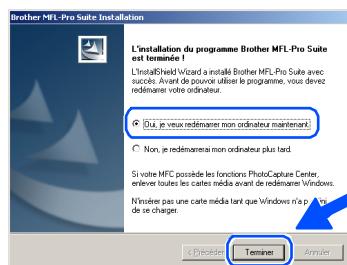 Brother MFL-Pro Suite Installation
L'installation du programme Brother MFL-Pro Suite
est terminée !
L'InstallShield Wizard a installé Brother MFL-Pro Suite avec
succès. Avant de pouvoir utiliser le programme, vous devez
redémarrer votre ordinateur.
Oui, je veux redémarrer mon ordinateur maintenant.
Non, je redémarrerai mon ordinateur plus tard.
Si votre MFC possède les fonctions PhotoCapture Center,
enlever toutes les cartes média avant de redémarrer Windows.
N'insérer pas une carte média tant que Windows n'a
de se charger.
< Précédent
Terminer
Annuler